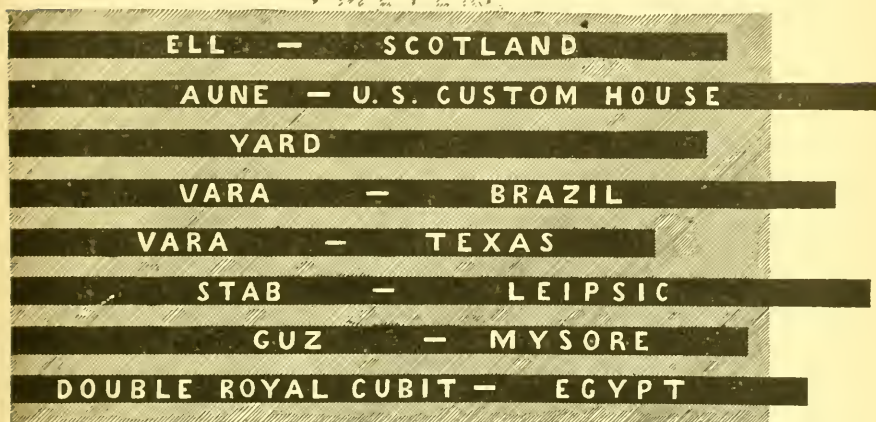 ELL — SCOTLAND
AUNE — U.S. CUSTOM HOUSE
YARD
VARA — BRAZIL
VARA — TEXAS
STAB — LEIPSIC
GUZ — MYSORE
DOUBLE ROYAL CUBIT — EGYPT